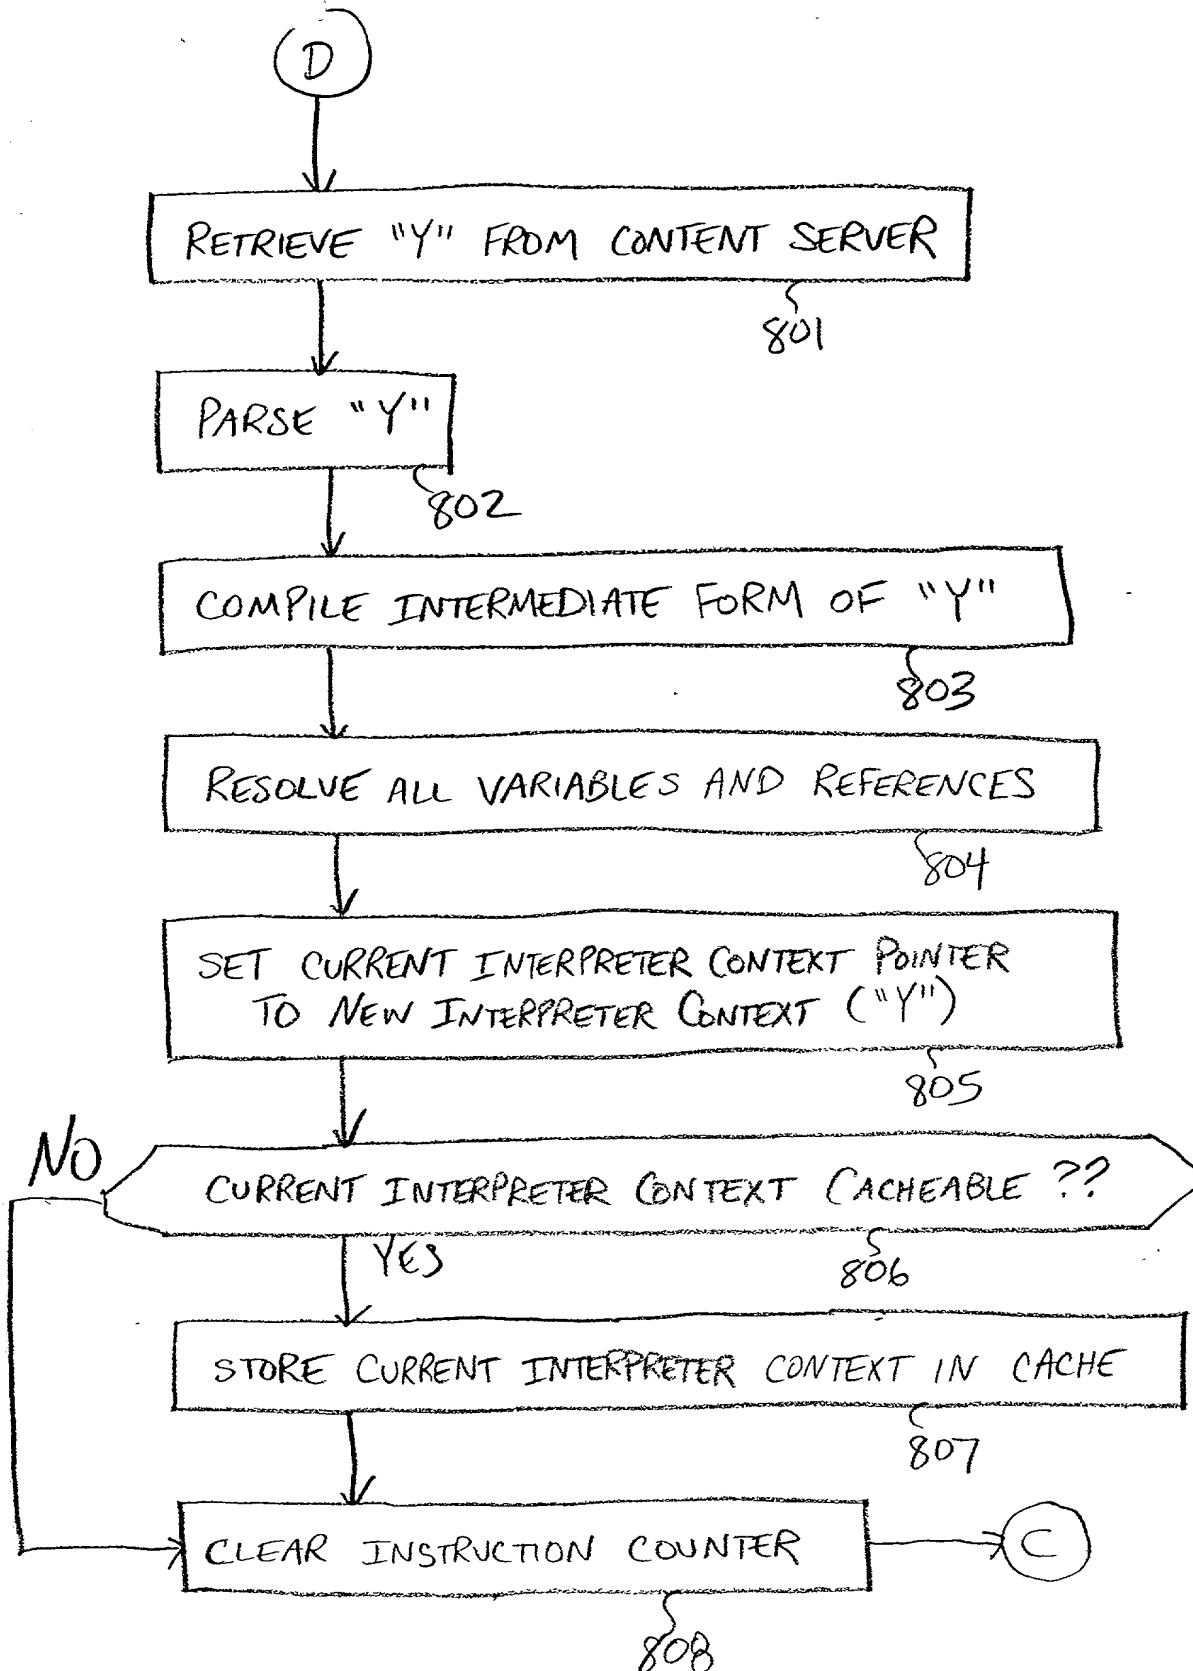 D
RETRIEVE "Y" FROM CONTENT SERVER
801
PARSE "Y"
802
COMPILE INTERMEDIATE FORM OF "Y"
803
RESOLVE ALL VARIABLES AND REFERENCES
804
SET CURRENT INTERPRETER CONTEXT POINTER
TO NEW INTERPRETER CONTEXT ("Y")
805
NO
CURRENT INTERPRETER CONTEXT CACHEABLE ??
YES
806
STORE CURRENT INTERPRETER CONTEXT IN CACHE
807
CLEAR INSTRUCTION COUNTER
C
808